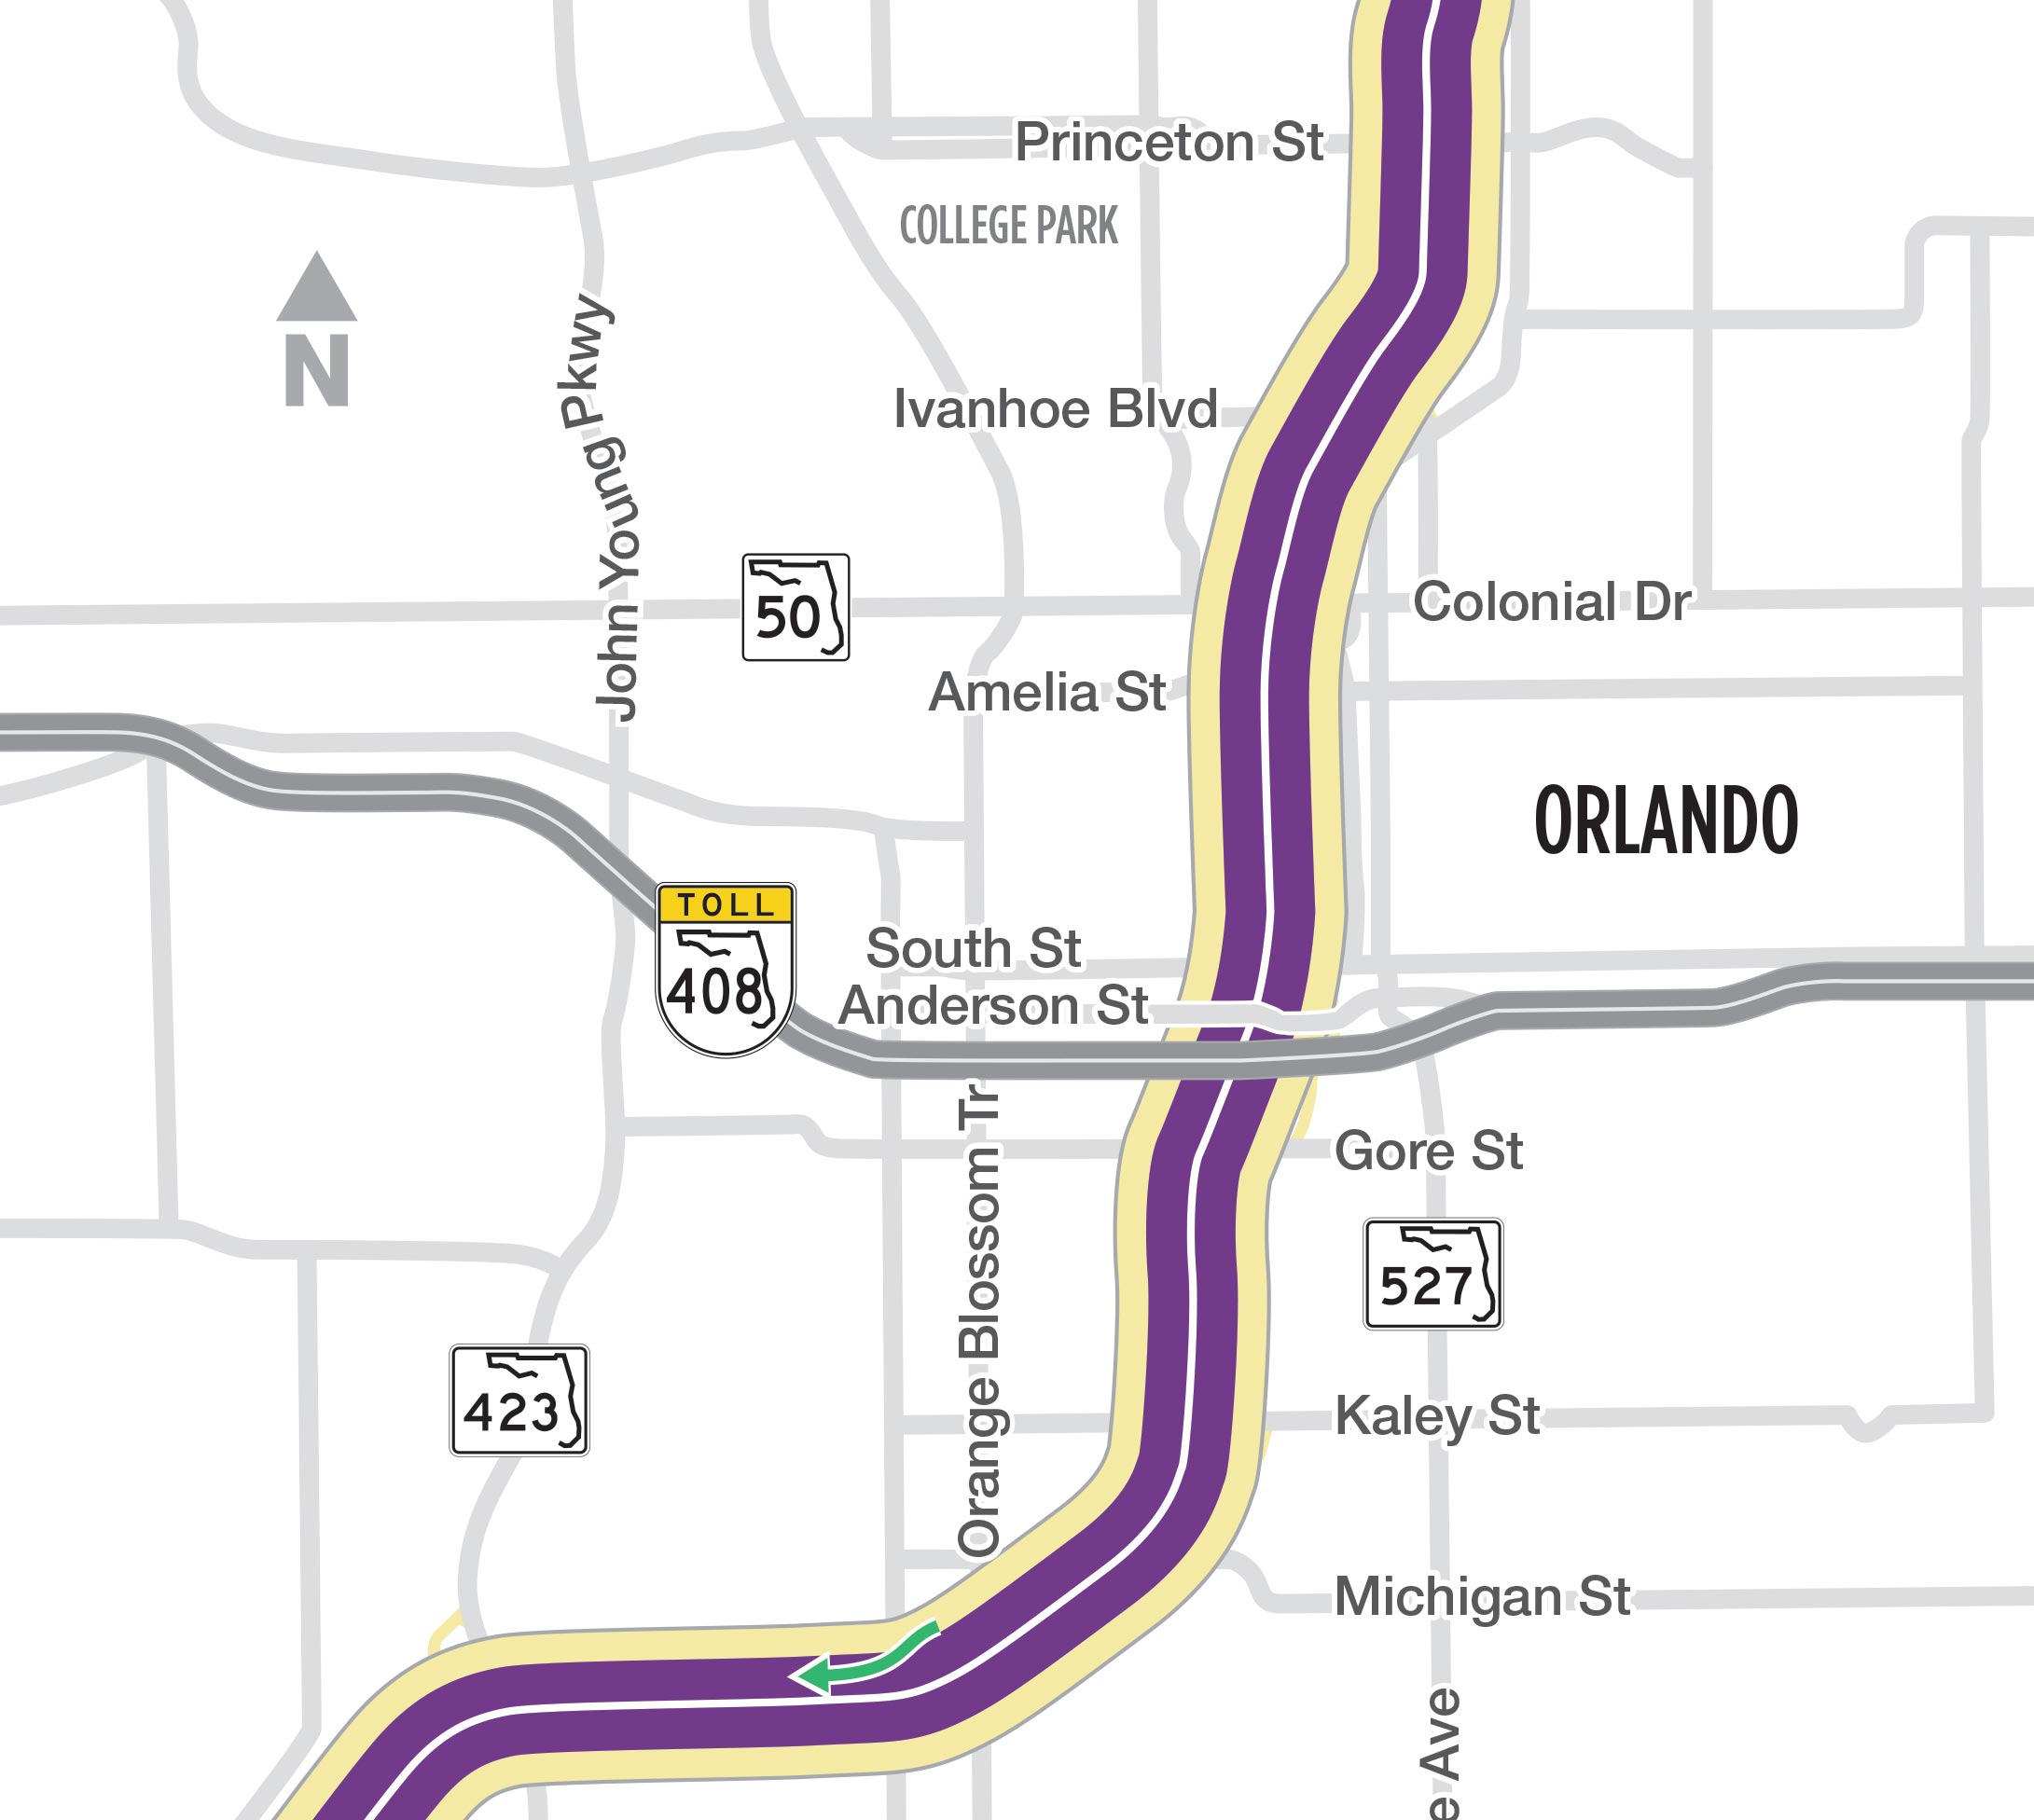 Princeton St
COLLEGE PARK
N
John Young Pkwy
Ivanhoe Blvd
50
Colonial Dr
Amelia St
ORLANDO
TOLL
408
South St
Anderson St
Orange Blossom Tr
Gore St
527
423
Kaley St
Michigan St
e Ave